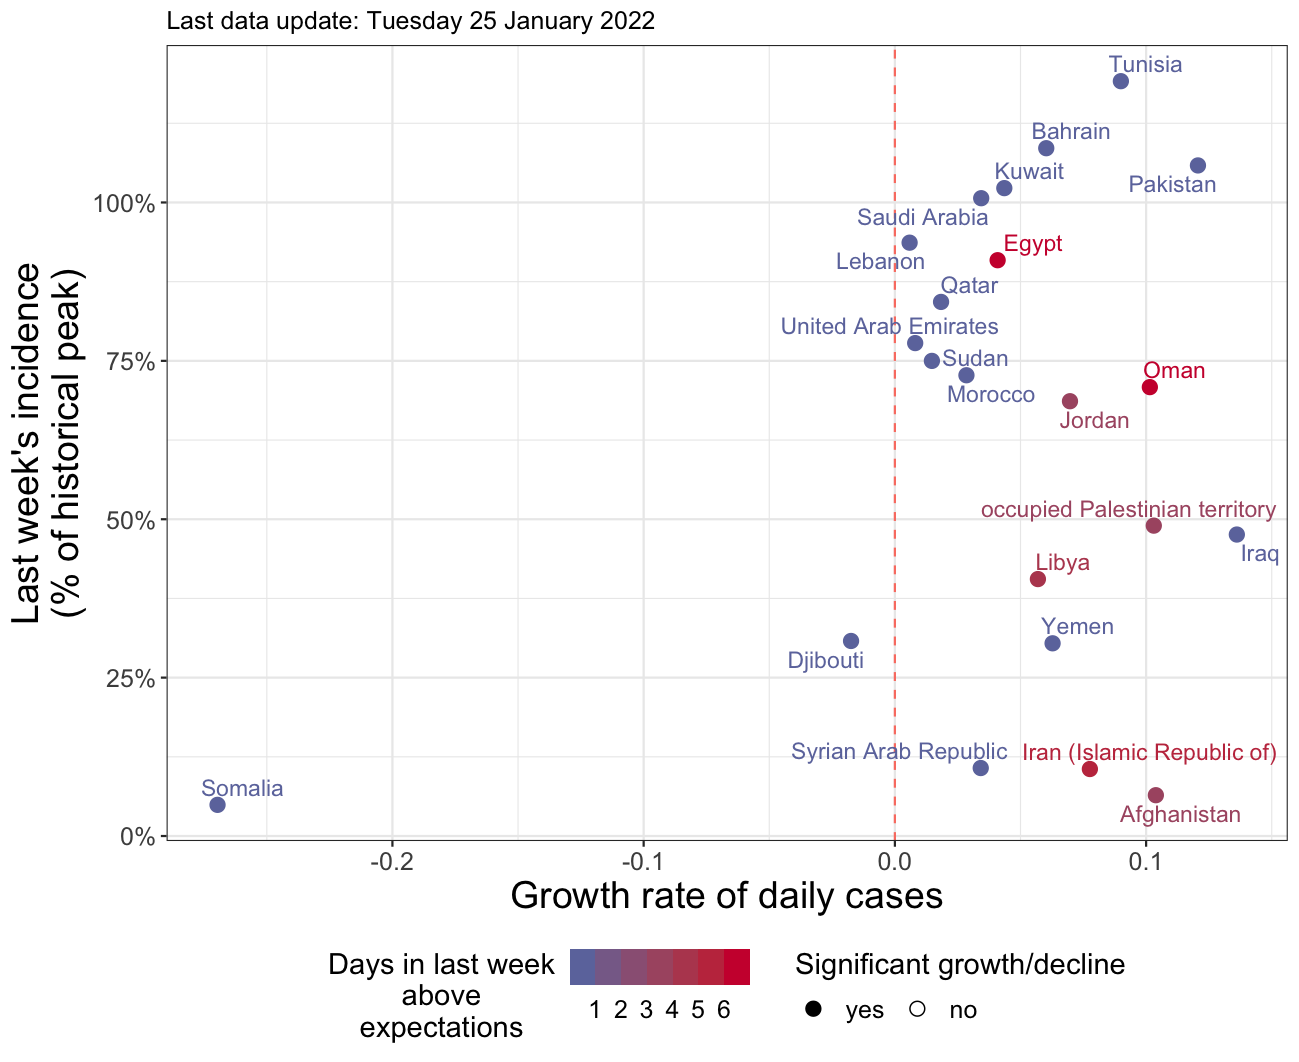 Last data update: Tuesday 25 January 2022
Tunisia
Bahrain
Kuwait
Pakistan
100%
Saudi Arabia
Egypt
Lebanon
Qatar
United Arab Emirates
75%
Sudan
Oman
Morocco
Jordan
Last week's incidence
(% of historical peak)
50%
occupied Palestinian territory
Iraq
Libya
Yemen
Djibouti
25%
Syrian Arab Republic
Iran (Islamic Republic of)
Somalia
Afghanistan
0%
-0.2 -0.1 0.0 0.1
Growth rate of daily cases
Days in last week
above
expectations
1 2 3 4 5 6
Significant growth/decline
yes no